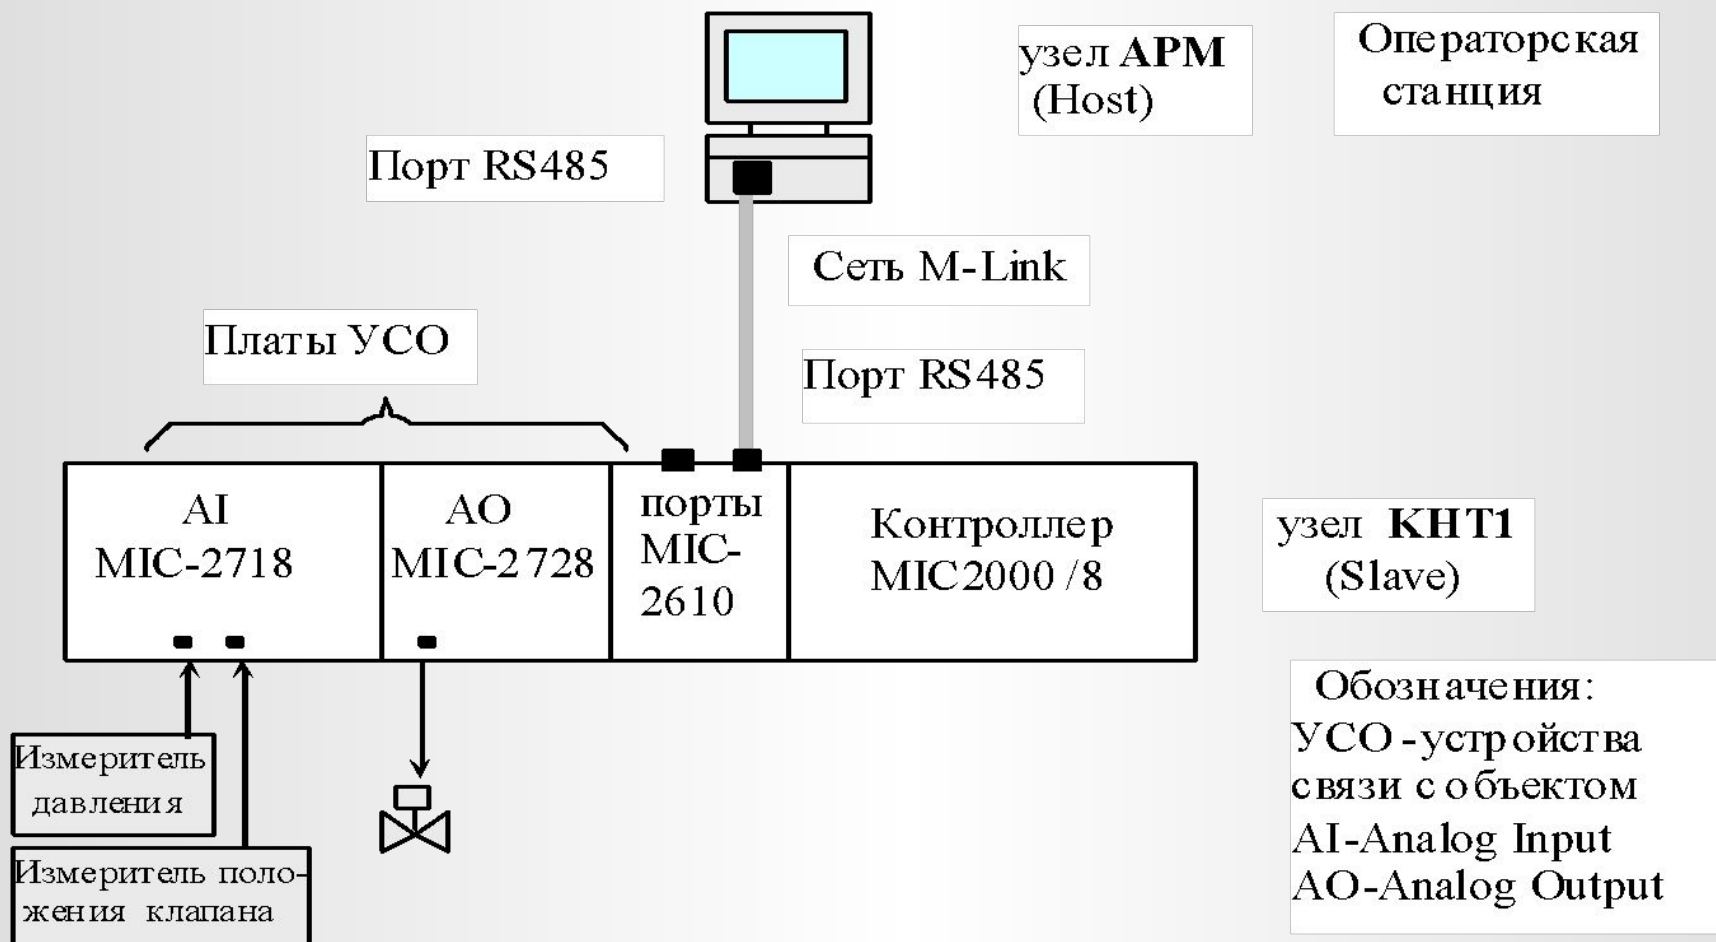 узел АРМ
(Host)
Операторская
станция
Порт RS485
Сеть M-Link
Платы УСО
Порт RS485
AI
MIC-2718
AO
MIC-2728
порты
MIC-
2610
Контроллер
MIC2000 /8
узел КНТ1
(Slave)
Измеритель
давления
Измеритель поло-
жения клапана
Обозначения:
УСО -устройства
связи с объектом
AI-Analog Input
AO-Analog Output